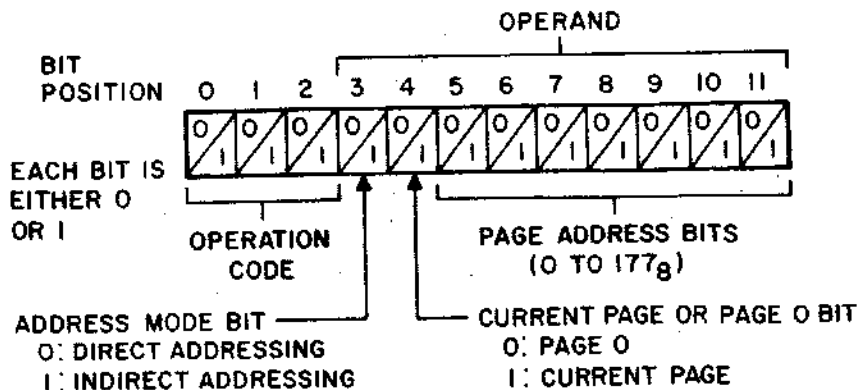 OPERAND
BIT
POSITION 0 1 2 3 4 5 6 7 8 9 10 11
0 1 0 1 0 1 0 1 0 1 0 1 0 1 0 1 0 1 0 1 0 1 0 1
EACH BIT IS
EITHER 0
OR 1
OPERATION
CODE
PAGE ADDRESS BITS
(0 TO 177₈)
ADDRESS MODE BIT
0: DIRECT ADDRESSING
1: INDIRECT ADDRESSING
CURRENT PAGE OR PAGE 0 BIT
0: PAGE 0
1: CURRENT PAGE